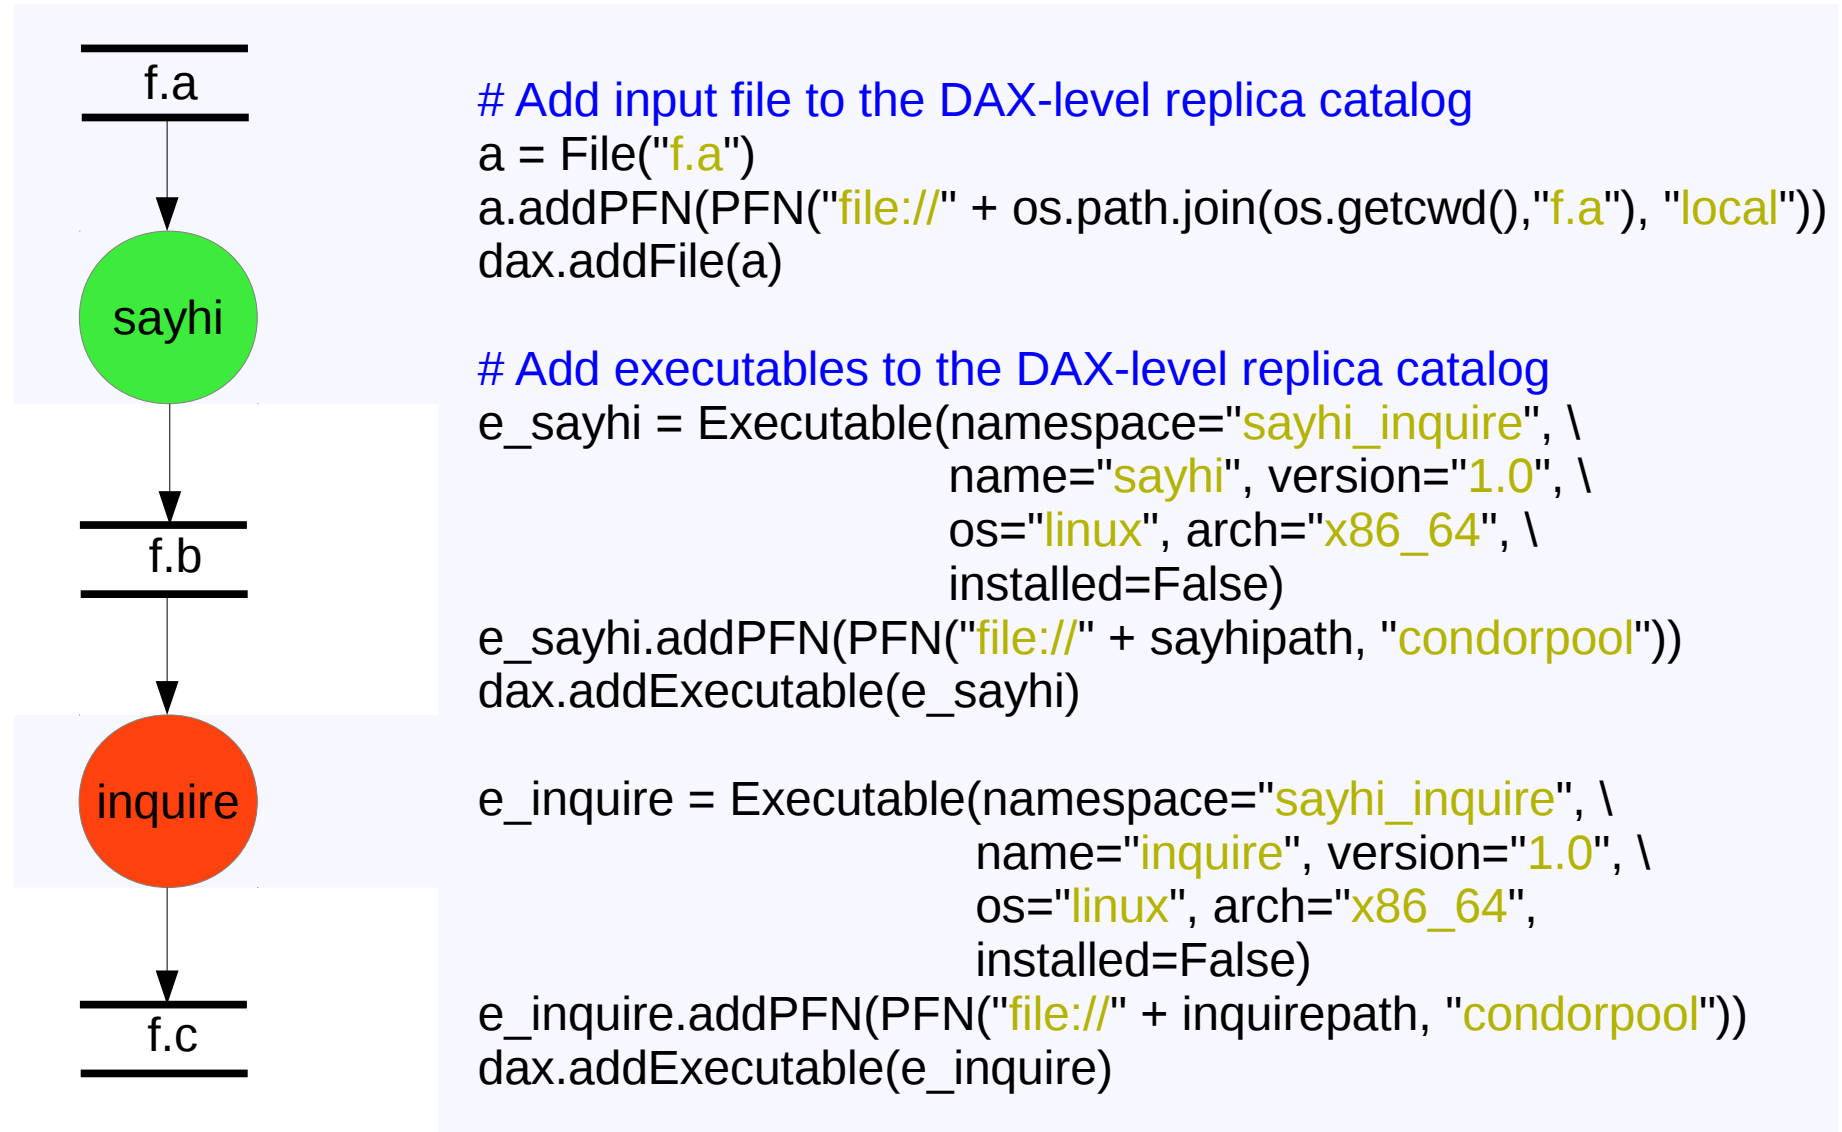 f.a
sayhi
f.b
inquire
f.c
# Add input file to the DAX-level replica catalog
a = File("f.a")
a.addPFN(PFN("file://" + os.path.join(os.getcwd(),"f.a"), "local"))
dax.addFile(a)
# Add executables to the DAX-level replica catalog
e_sayhi = Executable(namespace="sayhi_inquire", \
name="sayhi", version="1.0", \
os="linux", arch="x86_64", \
installed=False)
e_sayhi.addPFN(PFN("file://" + sayhipath, "condorpool"))
dax.addExecutable(e_sayhi)
e_inquire = Executable(namespace="sayhi_inquire", \
name="inquire", version="1.0", \
os="linux", arch="x86_64",
installed=False)
e_inquire.addPFN(PFN("file://" + inquirepath, "condorpool"))
dax.addExecutable(e_inquire)